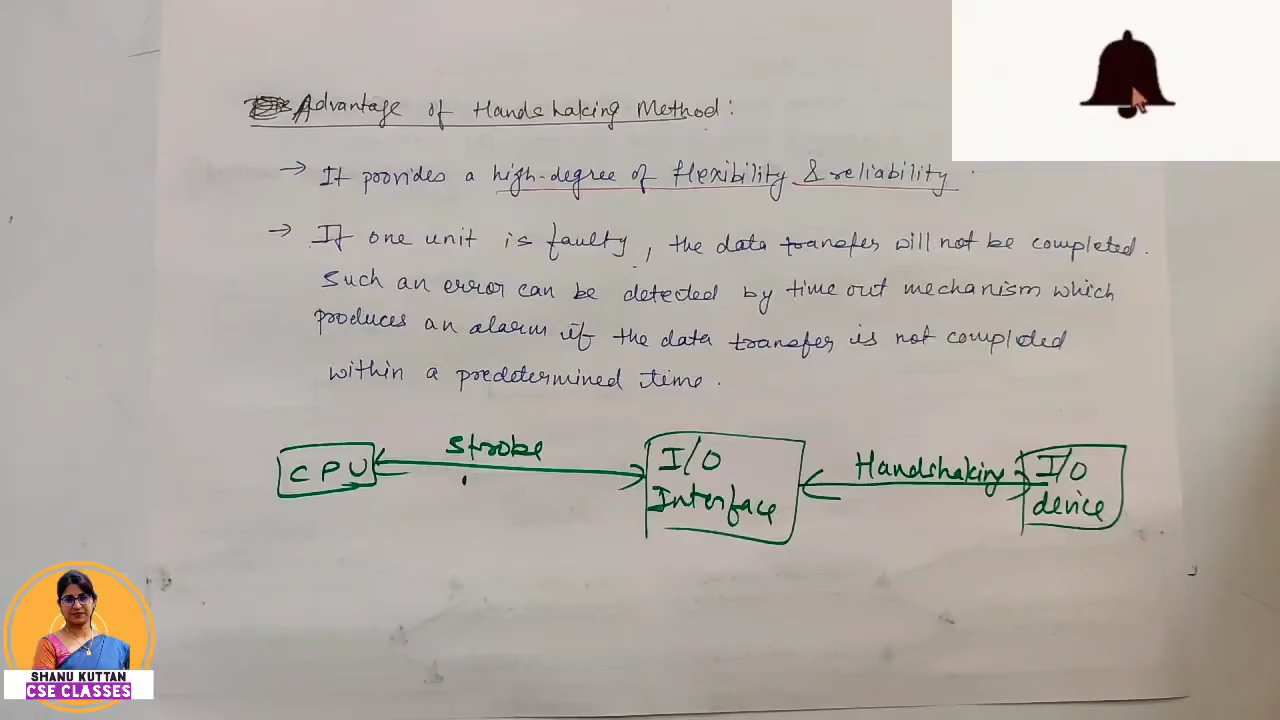 Advantage of Handshaking Method:
→ It provides a high-degree of flexibility & reliability.
→ If one unit is faulty, the data transfer will not be completed.
Such an error can be detected by time out mechanism which
produces an alarm if the data transfer is not completed
within a predetermined time.
CPU
Strobe
I/O
Interface
Handshaking
I/O
device
SHANU KUTTAN
CSE CLASSES